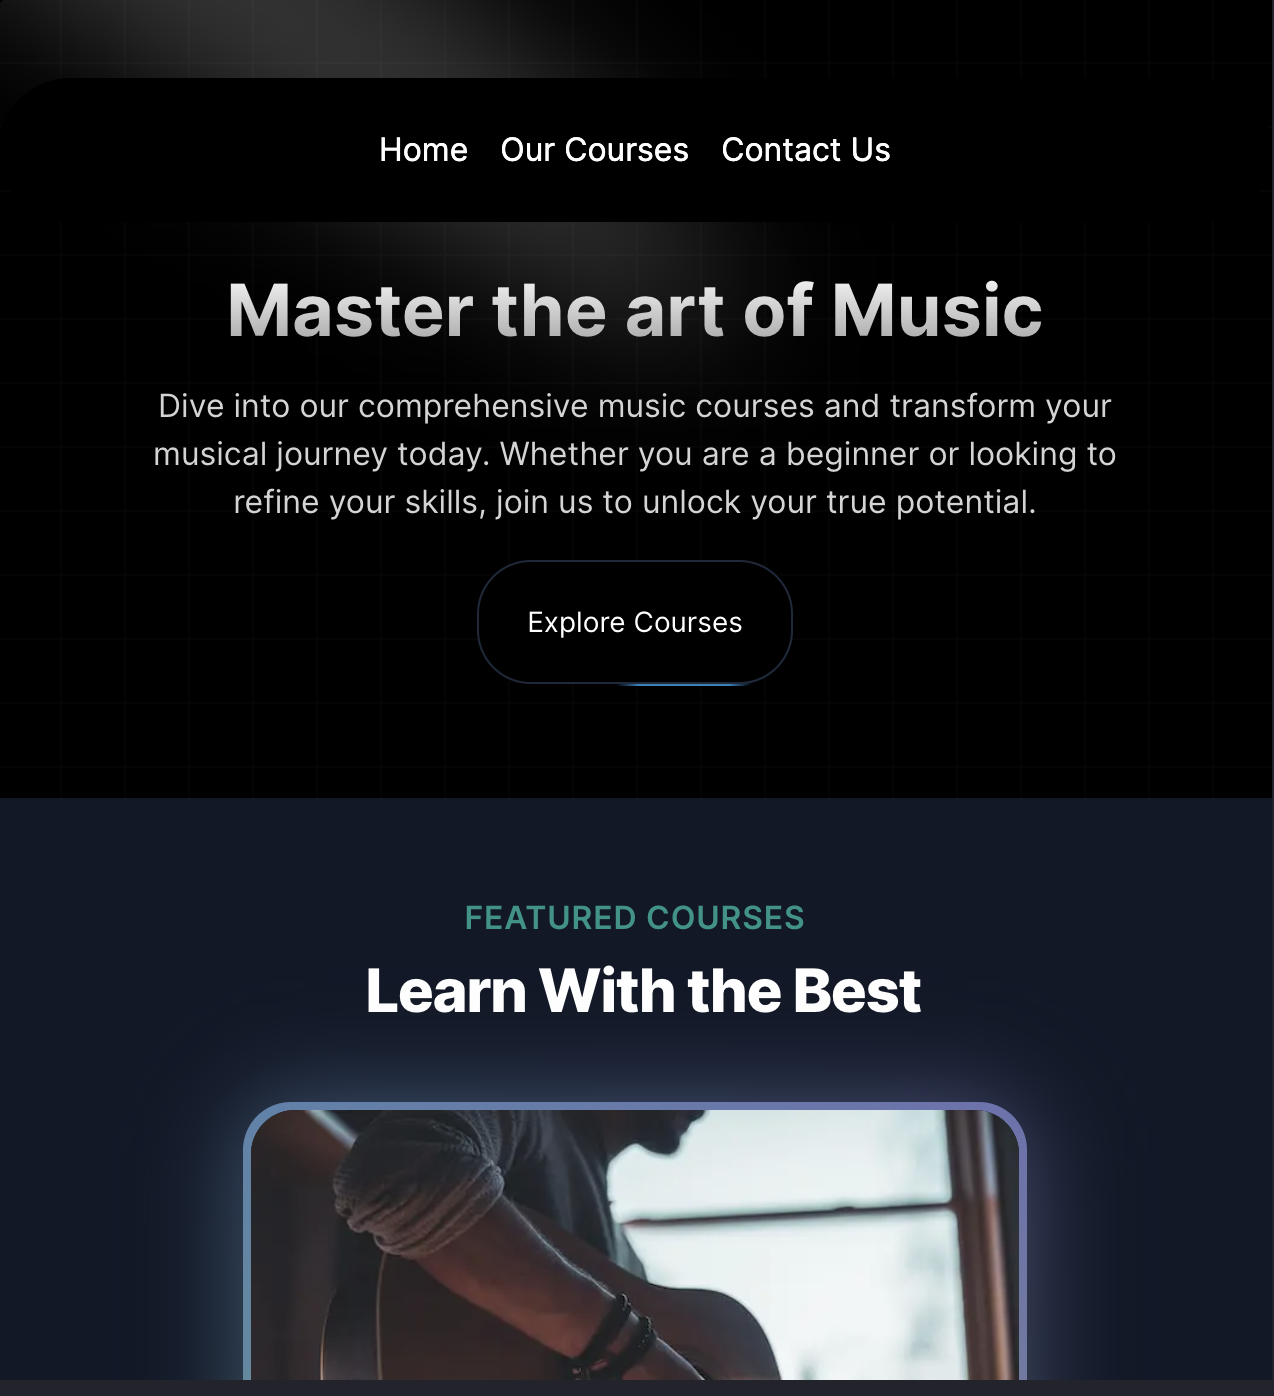 Home Our Courses Contact Us
Master the art of Music
Dive into our comprehensive music courses and transform your
musical journey today. Whether you are a beginner or looking to
refine your skills, join us to unlock your true potential.
Explore Courses
FEATURED COURSES
Learn With the Best